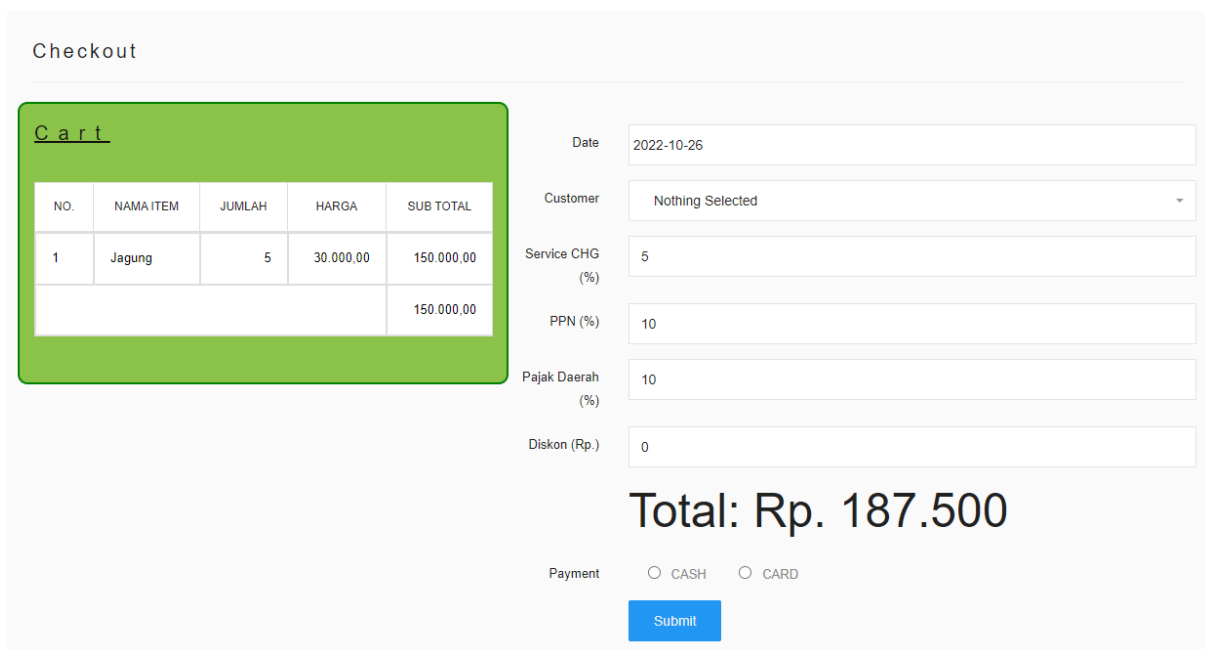 Checkout
Cart
NO. NAMA ITEM JUMLAH HARGA SUB TOTAL
1 Jagung 5 30.000,00 150.000,00
150.000,00
Date 2022-10-26
Customer Nothing Selected
Service CHG (%) 5
PPN (%) 10
Pajak Daerah (%) 10
Diskon (Rp.) 0
Total: Rp. 187.500
Payment CASH CARD
Submit